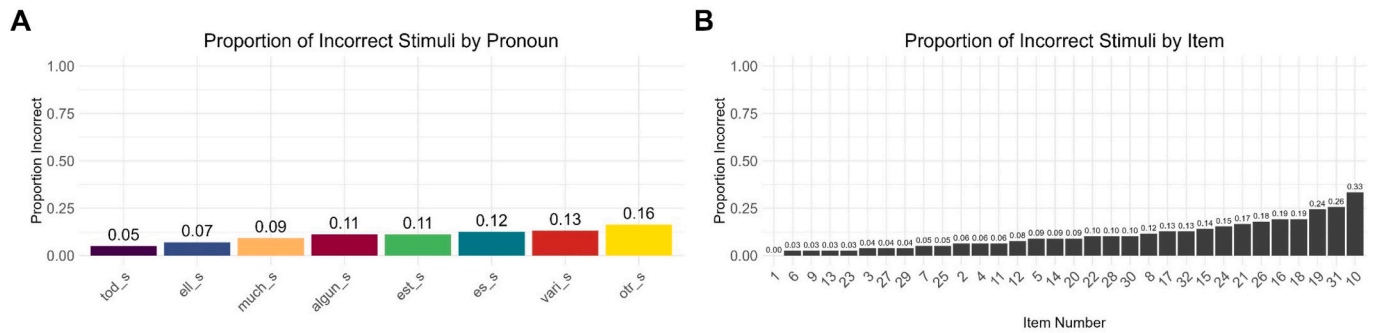 A
Proportion of Incorrect Stimuli by Pronoun
Proportion Incorrect
1.00
0.75
0.50
0.25
0.00
0.05 0.07 0.09 0.11 0.11 0.12 0.13 0.16
tod_s ell_s much_s algun_s est_s es_s vari_s otr_s
B
Proportion of Incorrect Stimuli by Item
Proportion Incorrect
1.00
0.75
0.50
0.25
0.00
0.00 0.03 0.03 0.03 0.03 0.04 0.04 0.04 0.05 0.05 0.06 0.06 0.06 0.08 0.09 0.09 0.09 0.10 0.10 0.10 0.12 0.13 0.13 0.14 0.15 0.17 0.18 0.19 0.19 0.24 0.26 0.33
1 6 9 13 23 3 27 29 7 25 2 4 11 12 5 14 20 22 28 30 8 17 32 15 24 21 26 16 18 19 31 10
Item Number